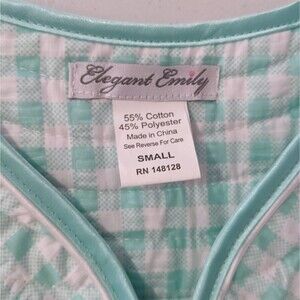 Elegant Emily
55% Cotton
45% Polyester
Made in China
See Reverse For Care
SMALL
RN 148128